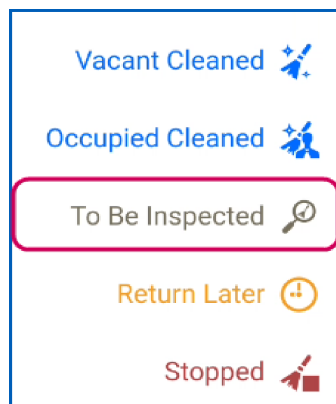 Vacant Cleaned
Occupied Cleaned
To Be Inspected
Return Later
Stopped